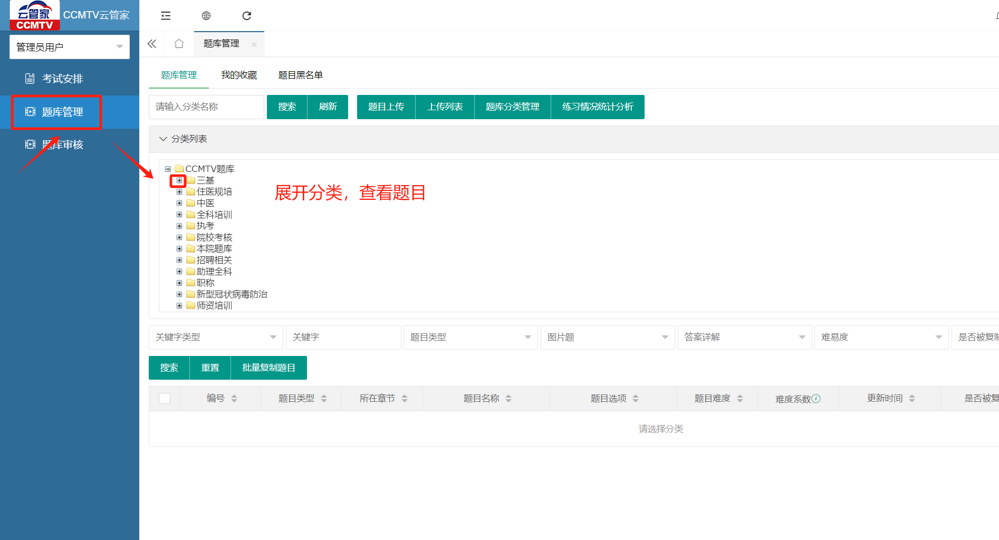 云管家
CCMTV
CCMTV云管家
管理员用户
考试安排
题库管理
题库审核
题库管理
题库管理 我的收藏 题目黑名单
请输入分类名称 搜索 刷新 题目上传 上传列表 题库分类管理 练习情况统计分析
分类列表
CCMTV题库
三基
住医规培
中医
全科培训
执考
院校考核
本院题库
招聘相关
助理全科
职称
新型冠状病毒防治
师资培训
展开分类，查看题目
关键字类型 关键字 题目类型 图片题 答案详解 难易度 是否被复制
搜索 重置 批量复制题目
编号 题目类型 所在章节 题目名称 题目选项 题目难度 难度系数 更新时间 是否被复
请选择分类